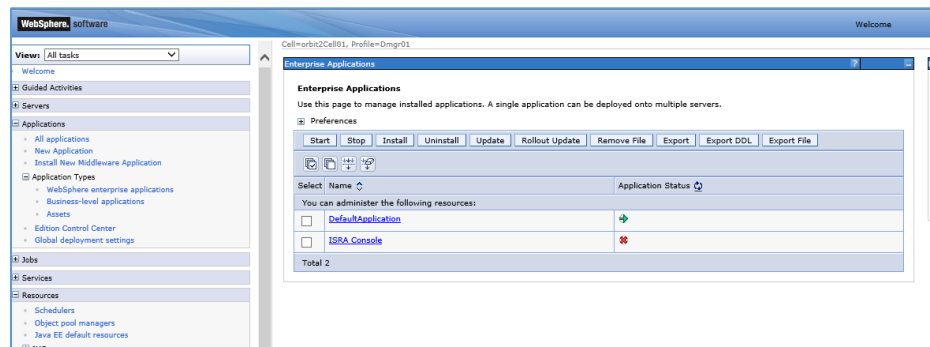 WebSphere. software
Welcome
View: All tasks
Welcome
Guided Activities
Servers
Applications
All applications
New Application
Install New Middleware Application
Application Types
WebSphere enterprise applications
Business-level applications
Assets
Edition Control Center
Global deployment settings
Jobs
Services
Resources
Schedulers
Object pool managers
Java EE default resources
Cell=orbit2Cell01, Profile=Dmgr01
Enterprise Applications
?
Enterprise Applications
Use this page to manage installed applications. A single application can be deployed onto multiple servers.
Preferences
Start Stop Install Uninstall Update Rollout Update Remove File Export Export DDL Export File
Select Name Application Status
You can administer the following resources:
DefaultApplication
ISRA Console
Total 2